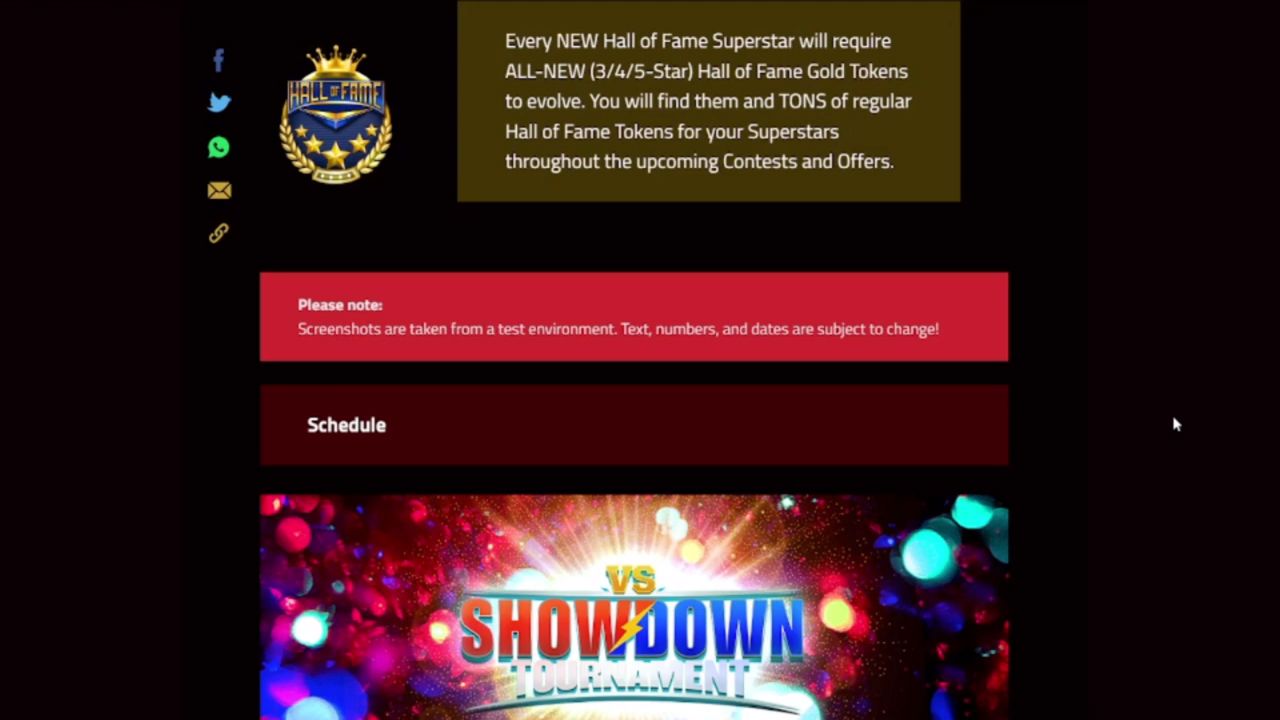 HALL OF FAME
Every NEW Hall of Fame Superstar will require
ALL-NEW (3/4/5-Star) Hall of Fame Gold Tokens
to evolve. You will find them and TONS of regular
Hall of Fame Tokens for your Superstars
throughout the upcoming Contests and Offers.
Please note:
Screenshots are taken from a test environment. Text, numbers, and dates are subject to change!
Schedule
VS
SHOWDOWN
TOURNAMENT